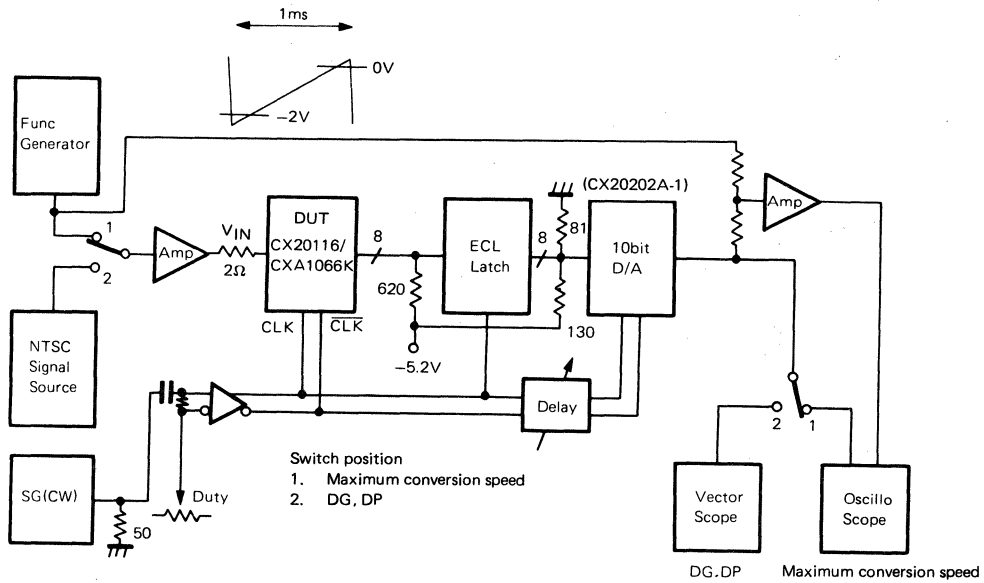 1ms
0V
−2V
Func
Generator
(CX20202A-1)
1
2
Amp
VIN
2Ω
DUT
CX20116/
CXA1066K
8
620
ECL
Latch
8
81
10bit
D/A
130
Amp
CLK
CLK
−5.2V
NTSC
Signal
Source
Delay
2
1
Switch position
1. Maximum conversion speed
2. DG, DP
SG(CW)
Duty
50
Vector
Scope
Oscillo
Scope
DG.DP
Maximum conversion speed